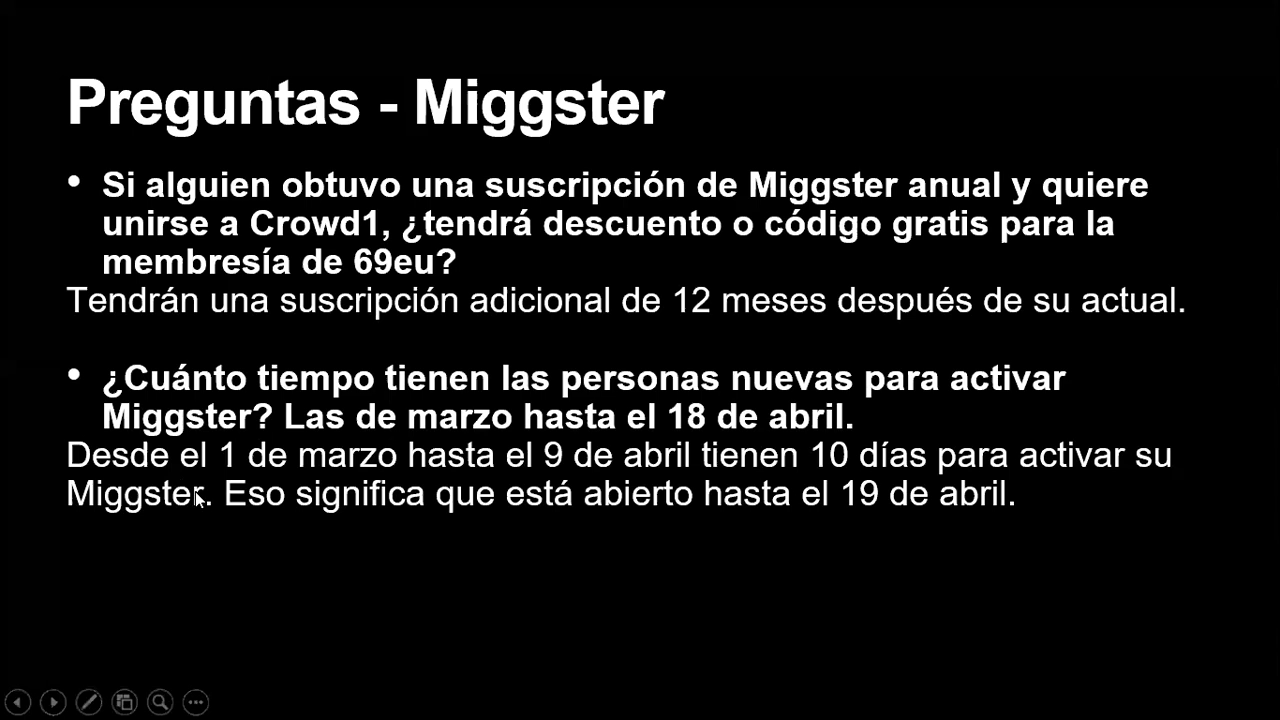 Preguntas - Miggster
• Si alguien obtuvo una suscripción de Miggster anual y quiere
unirse a Crowd1, ¿tendrá descuento o código gratis para la
membresía de 69eu?
Tendrán una suscripción adicional de 12 meses después de su actual.
• ¿Cuánto tiempo tienen las personas nuevas para activar
Miggster? Las de marzo hasta el 18 de abril.
Desde el 1 de marzo hasta el 9 de abril tienen 10 días para activar su
Miggster. Eso significa que está abierto hasta el 19 de abril.